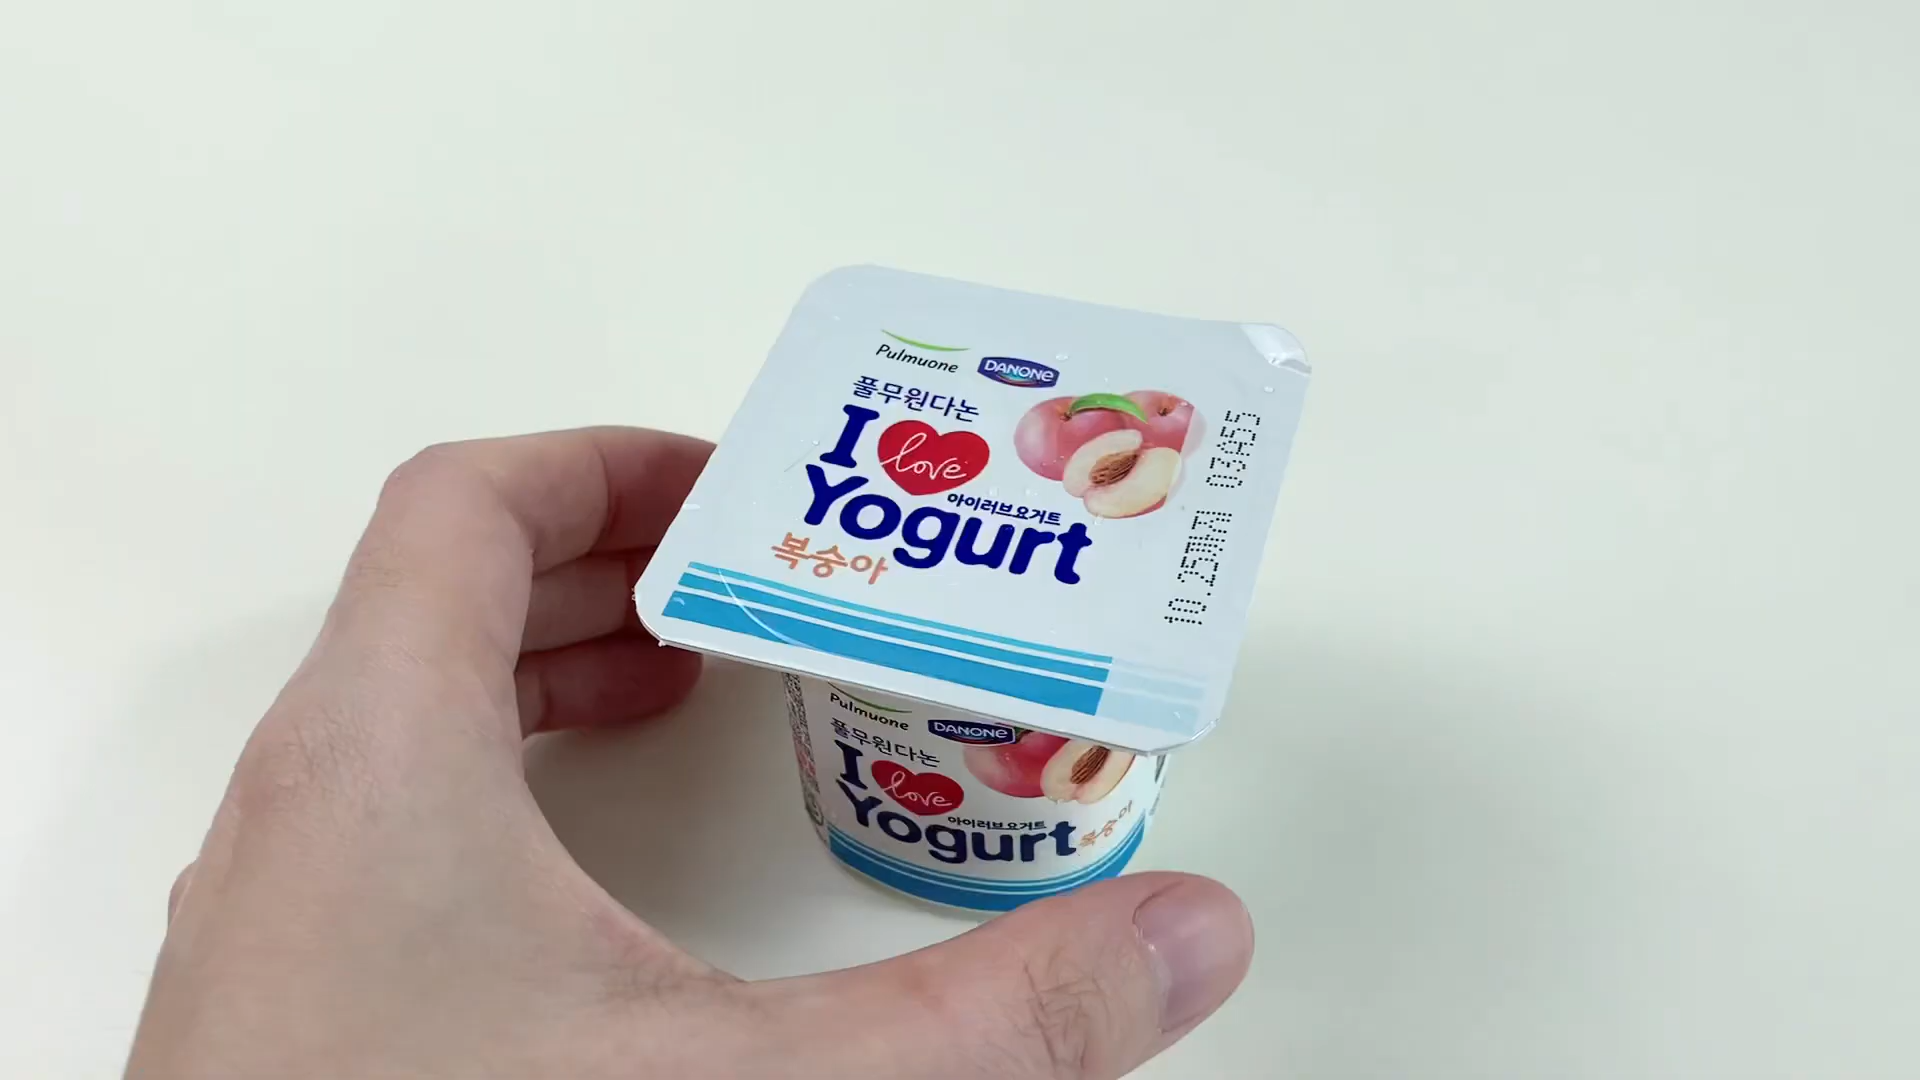 Pulmuone
DANONE
풀무원다논
I love
Yogurt
아이러브요거트
복숭아
10.25까지 03A55
Pulmuone
DANONE
풀무원다논
I love
Yogurt
아이러브 요거트
복숭아